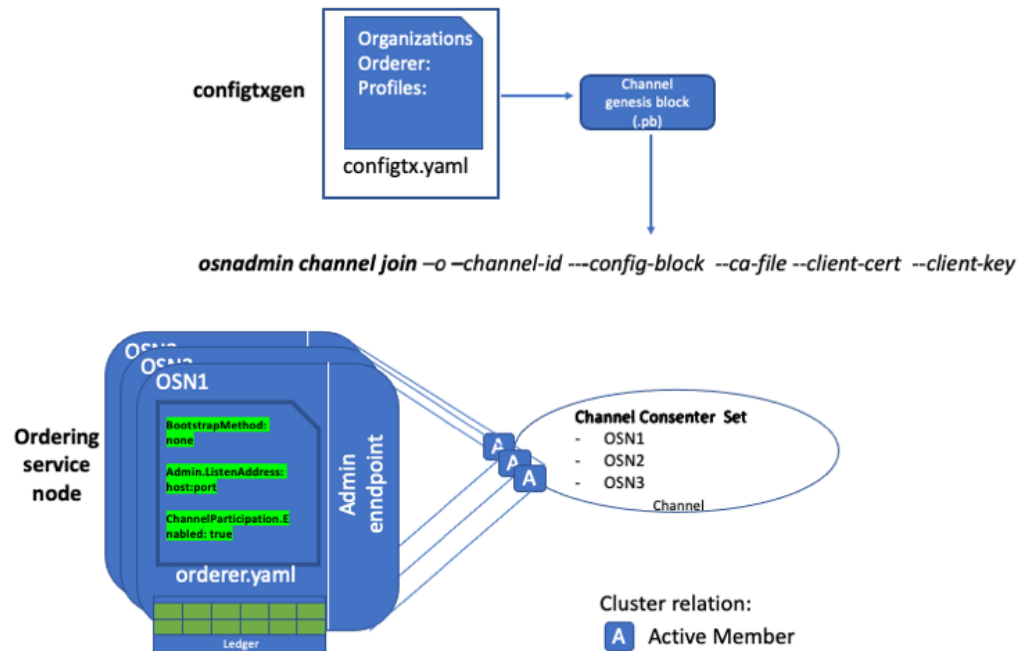 Organizations
Orderer:
Profiles:
configtxgen
configtx.yaml
Channel
genesis block
(.pb)
osnadmin channel join –o –channel-id ---config-block --ca-file --client-cert --client-key
OSN1
BootstrapMethod:
none
Admin.ListenAddress:
host:port
ChannelParticipation.E
nabled: true
orderer.yaml
Ledger
Admin
enndpoint
Ordering
service
node
A
A
A
Channel Consenter Set
- OSN1
- OSN2
- OSN3
Channel
Cluster relation:
A Active Member